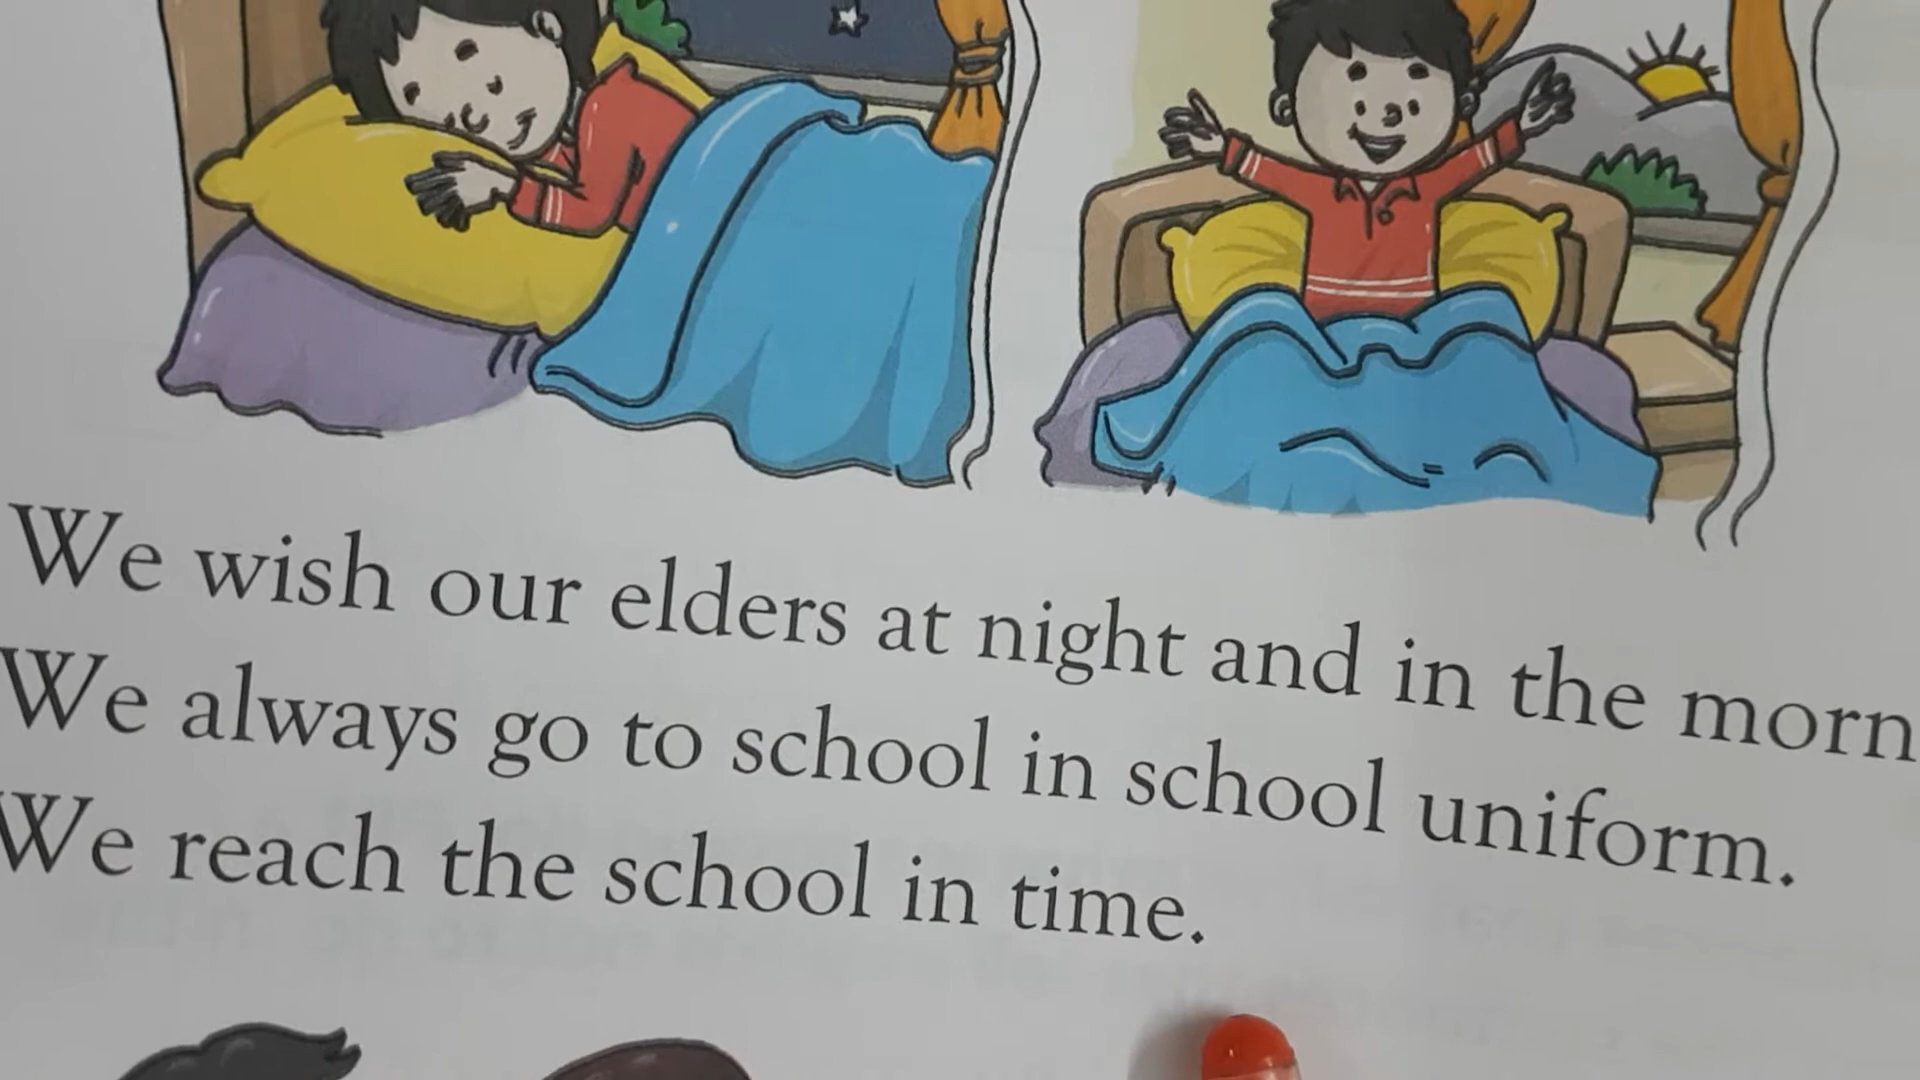 We wish our elders at night and in the morn
We always go to school in school uniform.
We reach the school in time.